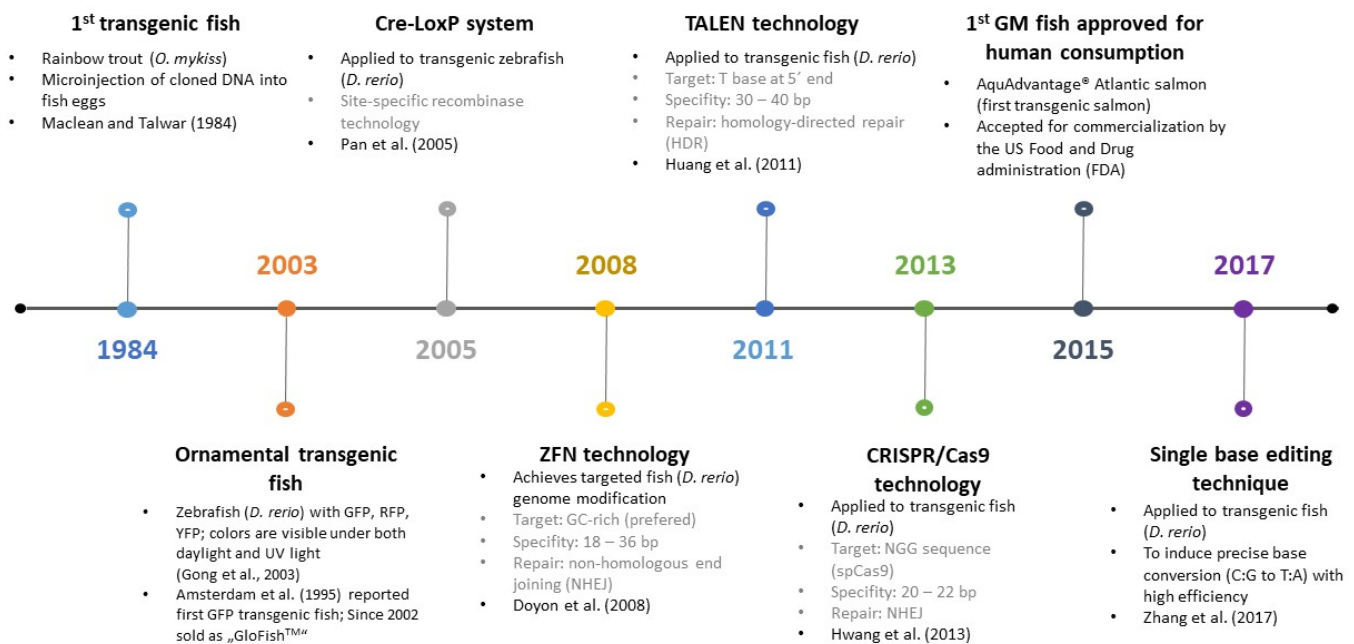 1st transgenic fish
• Rainbow trout (O. mykiss)
• Microinjection of cloned DNA into
fish eggs
• Maclean and Talwar (1984)
Cre-LoxP system
• Applied to transgenic zebrafish
(D. rerio)
• Site-specific recombinase
technology
• Pan et al. (2005)
TALEN technology
• Applied to transgenic fish (D. rerio)
• Target: T base at 5´ end
• Specifity: 30 – 40 bp
• Repair: homology-directed repair
(HDR)
• Huang et al. (2011)
1st GM fish approved for
human consumption
• AquAdvantage® Atlantic salmon
(first transgenic salmon)
• Accepted for commercialization by
the US Food and Drug
administration (FDA)
2003
2008
2013
2017
1984
2005
2011
2015
Ornamental transgenic
fish
• Zebrafish (D. rerio) with GFP, RFP,
YFP; colors are visible under both
daylight and UV light
(Gong et al., 2003)
• Amsterdam et al. (1995) reported
first GFP transgenic fish; Since 2002
sold as „GloFish™“
ZFN technology
• Achieves targeted fish (D. rerio)
genome modification
• Target: GC-rich (prefered)
• Specifity: 18 – 36 bp
• Repair: non-homologous end
joining (NHEJ)
• Doyon et al. (2008)
CRISPR/Cas9
technology
• Applied to transgenic fish
(D. rerio)
• Target: NGG sequence
(spCas9)
• Specifity: 20 – 22 bp
• Repair: NHEJ
• Hwang et al. (2013)
Single base editing
technique
• Applied to transgenic fish
(D. rerio)
• To induce precise base
conversion (C:G to T:A) with
high efficiency
• Zhang et al. (2017)